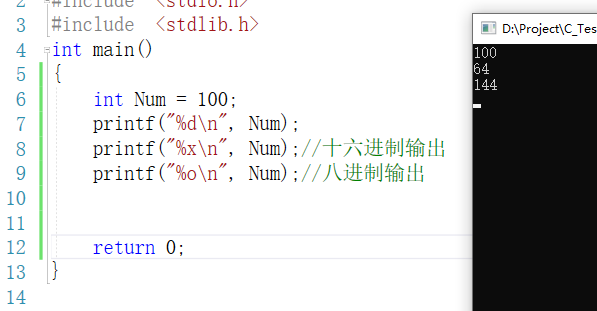 2 #include <stdio.h>
3 #include <stdlib.h>
4 int main()
5 {
6 int Num = 100;
7 printf("%d\n", Num);
8 printf("%x\n", Num);//十六进制输出
9 printf("%o\n", Num);//八进制输出
10
11
12 return 0;
13 }
14
D:\Project\C_Tes
100
64
144